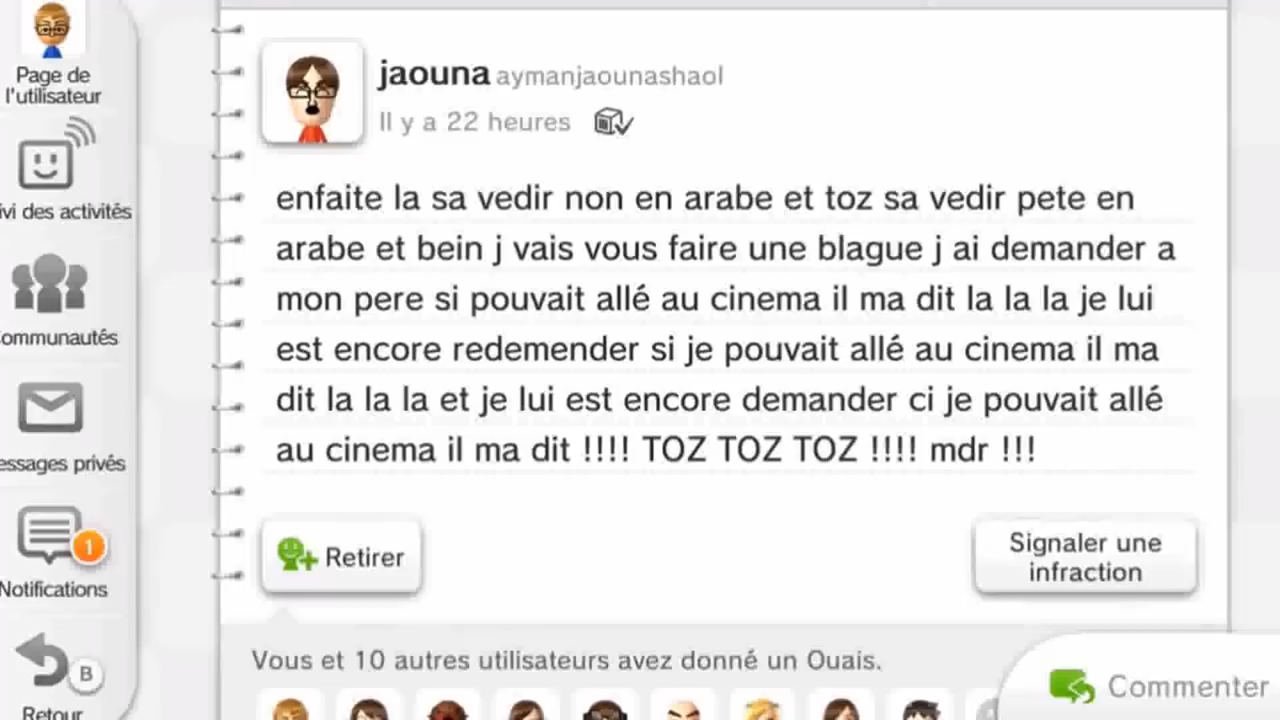 Page de
l'utilisateur
jaouna aymanjaounashaol
Il y a 22 heures
ivi des activités
enfaite la sa vedir non en arabe et toz sa vedir pete en
arabe et bein j vais vous faire une blague j ai demander a
mon pere si pouvait allé au cinema il ma dit la la la je lui
est encore redemender si je pouvait allé au cinema il ma
dit la la la et je lui est encore demander ci je pouvait allé
au cinema il ma dit !!!! TOZ TOZ TOZ !!!! mdr !!!
ommunautés
essages privés
1
Notifications
B
Retour
Retirer
Signaler une
infraction
Vous et 10 autres utilisateurs avez donné un Ouais.
Commenter